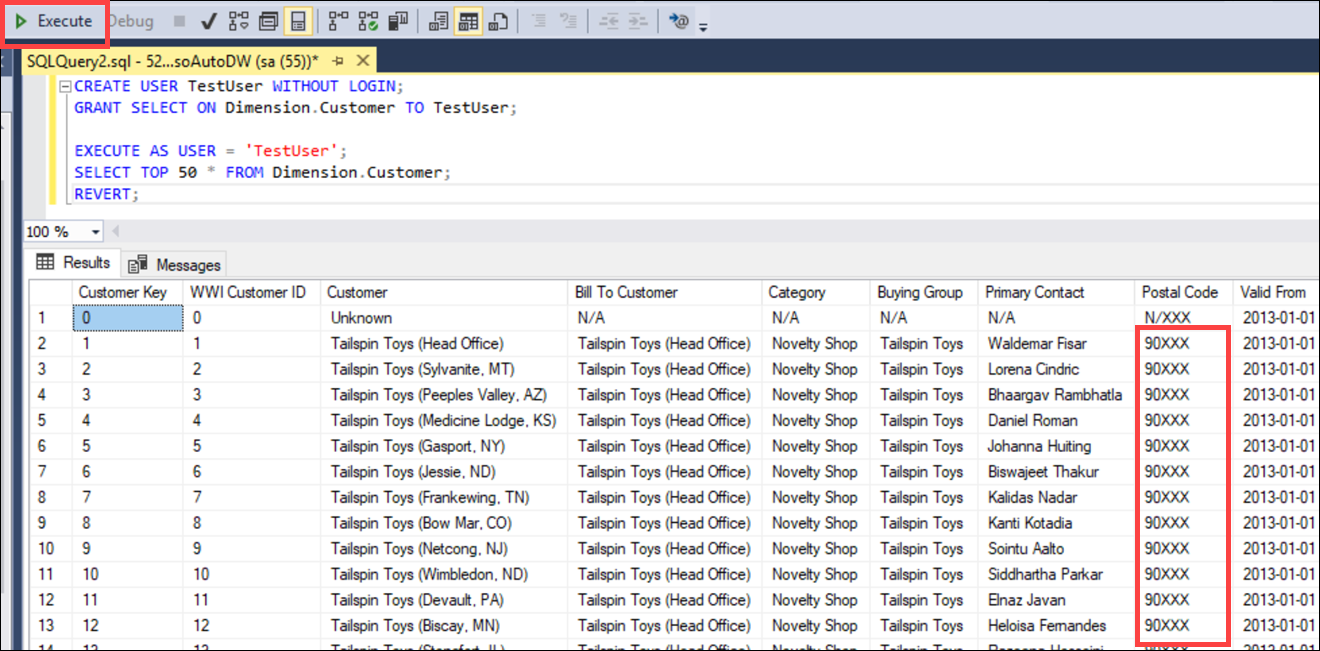 Execute Debug
SQLQuery2.sql - 52...soAutoDW (sa (55))*
CREATE USER TestUser WITHOUT LOGIN;
GRANT SELECT ON Dimension.Customer TO TestUser;
EXECUTE AS USER = 'TestUser';
SELECT TOP 50 * FROM Dimension.Customer;
REVERT;
100 %
Results Messages
Customer Key WWI Customer ID Customer Bill To Customer Category Buying Group Primary Contact Postal Code Valid From
1 0 0 Unknown N/A N/A N/A N/A N/XXX 2013-01-01
2 1 1 Tailspin Toys (Head Office) Tailspin Toys (Head Office) Novelty Shop Tailspin Toys Waldemar Fisar 90XXX 2013-01-01
3 2 2 Tailspin Toys (Sylvanite, MT) Tailspin Toys (Head Office) Novelty Shop Tailspin Toys Lorena Cindric 90XXX 2013-01-01
4 3 3 Tailspin Toys (Peeples Valley, AZ) Tailspin Toys (Head Office) Novelty Shop Tailspin Toys Bhaargav Rambhatla 90XXX 2013-01-01
5 4 4 Tailspin Toys (Medicine Lodge, KS) Tailspin Toys (Head Office) Novelty Shop Tailspin Toys Daniel Roman 90XXX 2013-01-01
6 5 5 Tailspin Toys (Gasport, NY) Tailspin Toys (Head Office) Novelty Shop Tailspin Toys Johanna Huiting 90XXX 2013-01-01
7 6 6 Tailspin Toys (Jessie, ND) Tailspin Toys (Head Office) Novelty Shop Tailspin Toys Biswajeet Thakur 90XXX 2013-01-01
8 7 7 Tailspin Toys (Frankewing, TN) Tailspin Toys (Head Office) Novelty Shop Tailspin Toys Kalidas Nadar 90XXX 2013-01-01
9 8 8 Tailspin Toys (Bow Mar, CO) Tailspin Toys (Head Office) Novelty Shop Tailspin Toys Kanti Kotadia 90XXX 2013-01-01
10 9 9 Tailspin Toys (Netcong, NJ) Tailspin Toys (Head Office) Novelty Shop Tailspin Toys Sointu Aalto 90XXX 2013-01-01
11 10 10 Tailspin Toys (Wimbledon, ND) Tailspin Toys (Head Office) Novelty Shop Tailspin Toys Siddhartha Parkar 90XXX 2013-01-01
12 11 11 Tailspin Toys (Devault, PA) Tailspin Toys (Head Office) Novelty Shop Tailspin Toys Elnaz Javan 90XXX 2013-01-01
13 12 12 Tailspin Toys (Biscay, MN) Tailspin Toys (Head Office) Novelty Shop Tailspin Toys Heloisa Fernandes 90XXX 2013-01-01